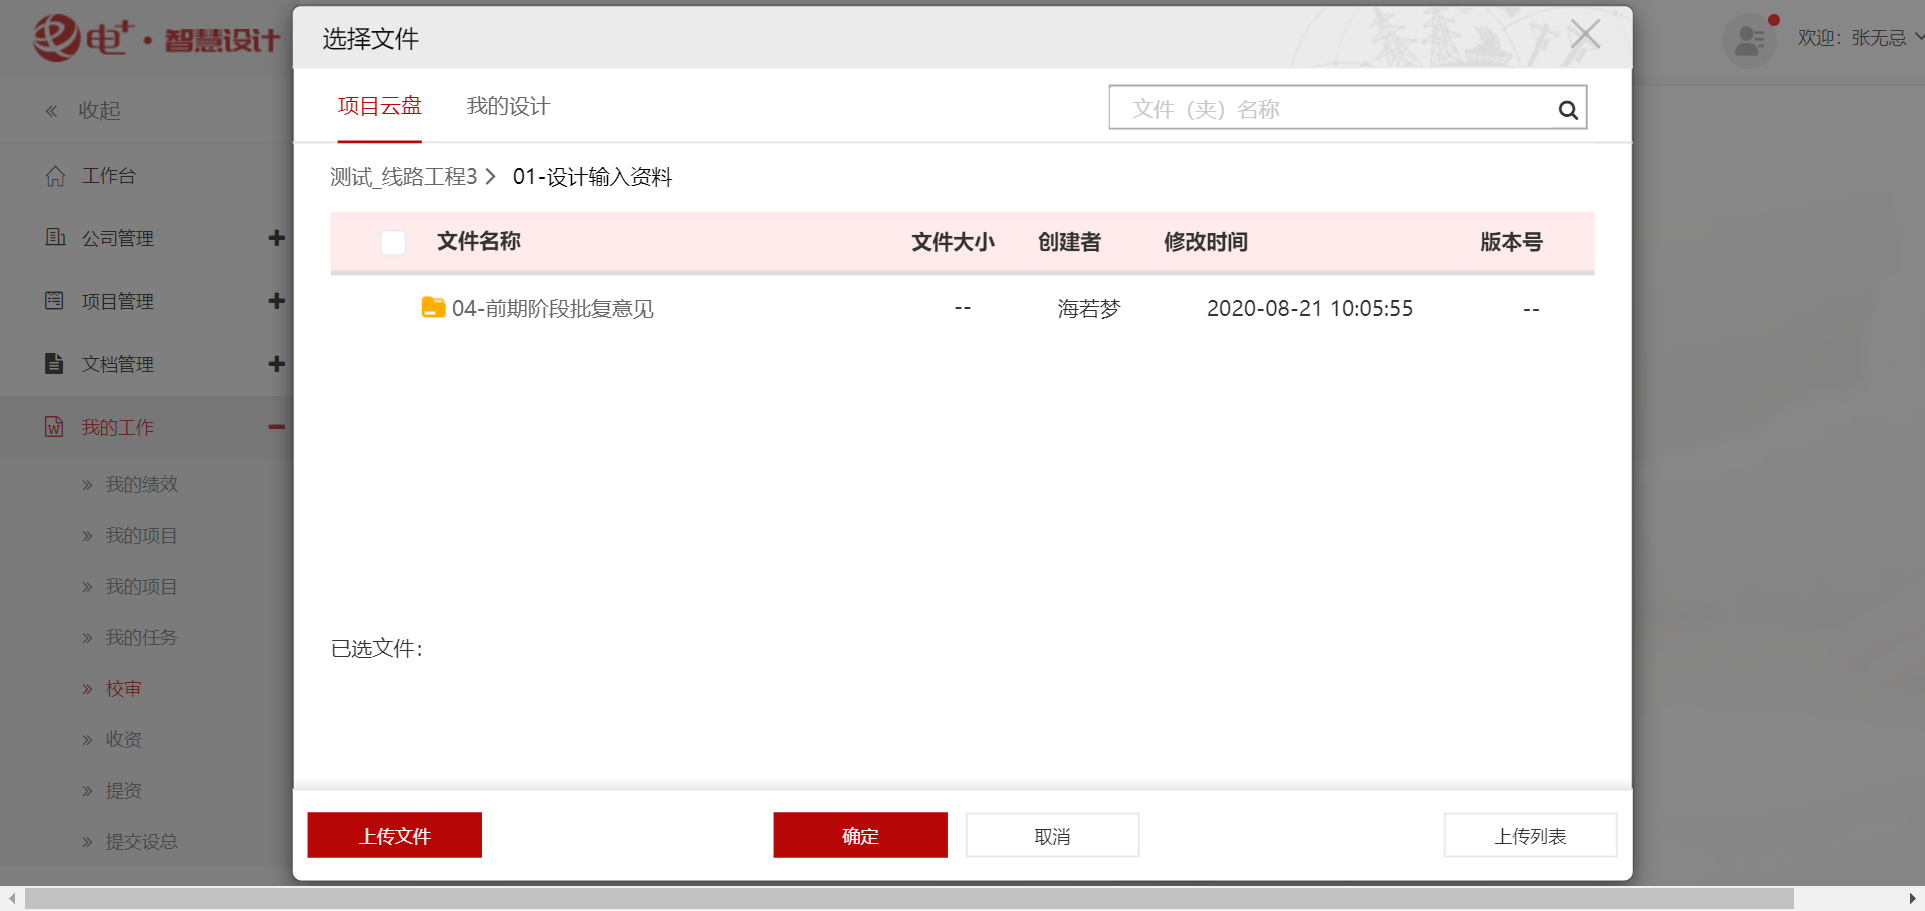 电+·智慧设计
选择文件
欢迎：张无忌
收起
项目云盘 我的设计
文件（夹）名称
工作台
测试_线路工程3 01-设计输入资料
公司管理
文件名称 文件大小 创建者 修改时间 版本号
项目管理
04-前期阶段批复意见 -- 海若梦 2020-08-21 10:05:55 --
文档管理
我的工作
我的绩效
我的项目
我的项目
我的任务
已选文件：
校审
收资
提资
提交设总
上传文件 确定 取消 上传列表